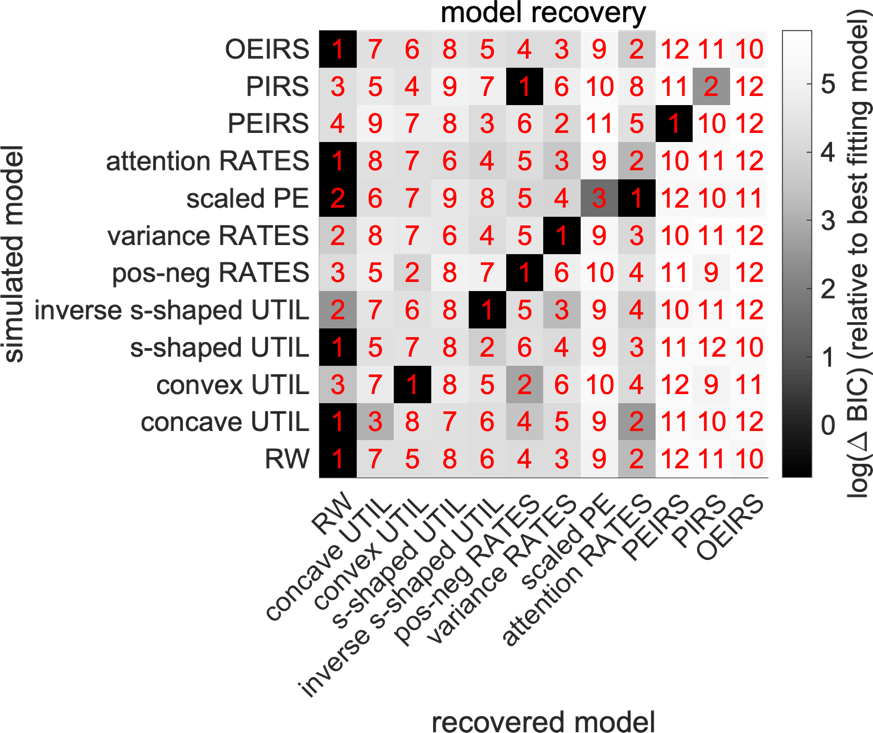 model recovery
OEIRS 1 7 6 8 5 4 3 9 2 12 11 10
PIRS 3 5 4 9 7 1 6 10 8 11 2 12
PEIRS 4 9 7 8 3 6 2 11 5 1 10 12
attention RATES 1 8 7 6 4 5 3 9 2 10 11 12
scaled PE 2 6 7 9 8 5 4 3 1 12 10 11
variance RATES 2 8 7 6 4 5 1 9 3 10 11 12
pos-neg RATES 3 5 2 8 7 1 6 10 4 11 9 12
inverse s-shaped UTIL 2 7 6 8 1 5 3 9 4 10 11 12
s-shaped UTIL 1 5 7 8 2 6 4 9 3 11 12 10
convex UTIL 3 7 1 8 5 2 6 10 4 12 9 11
concave UTIL 1 3 8 7 6 4 5 9 2 11 10 12
RW 1 7 5 8 6 4 3 9 2 12 11 10
simulated model
RW
concave UTIL
convex UTIL
s-shaped UTIL
inverse s-shaped UTIL
pos-neg RATES
variance RATES
scaled PE
attention RATES
PEIRS
PIRS
OEIRS
recovered model
5
4
3
2
1
0
log(△ BIC) (relative to best fitting model)